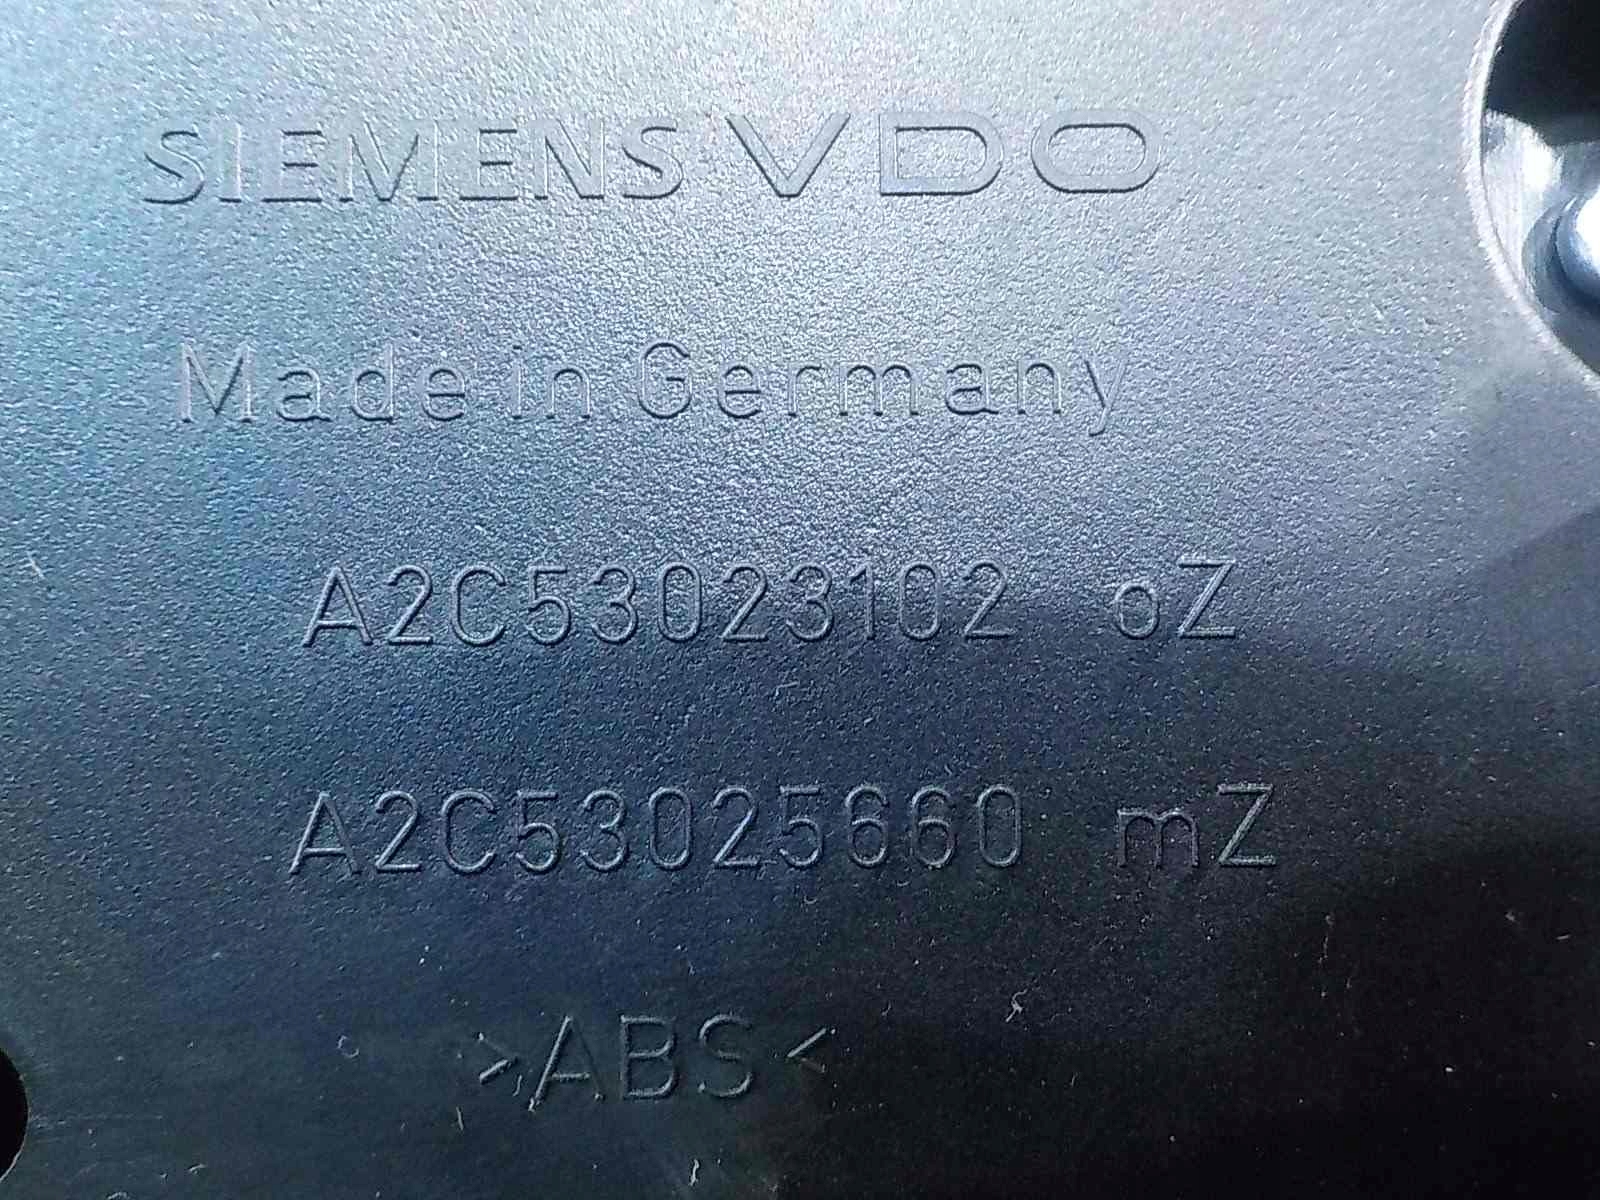 SIEMENS VDO
Made in Germany
A2C53023102 oZ
A2C53025660 mZ
>ABS<